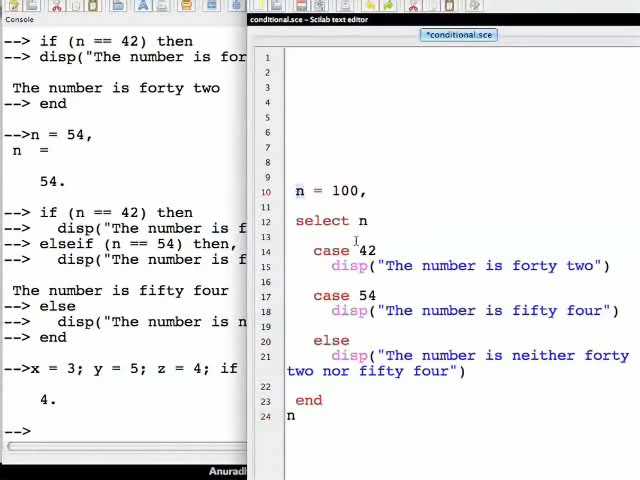 Console
--> if (n == 42) then
--> disp("The number is for
The number is forty two
--> end
-->n = 54,
n =
54.
--> if (n == 42) then
--> disp("The number is f
--> elseif (n == 54) then,
--> disp("The number is f
The number is fifty four
--> else
--> disp("The number is n
--> end
-->x = 3; y = 5; z = 4; if
4.
-->
Anuradh
conditional.sce – Scilab text editor
*conditional.sce
1
2
3
4
5
6
7
8
9
10 n = 100,
11
12 select n
13
14 case 42
15 disp("The number is forty two")
16
17 case 54
18 disp("The number is fifty four")
19
20 else
21 disp("The number is neither forty
two nor fifty four")
22
23 end
24 n